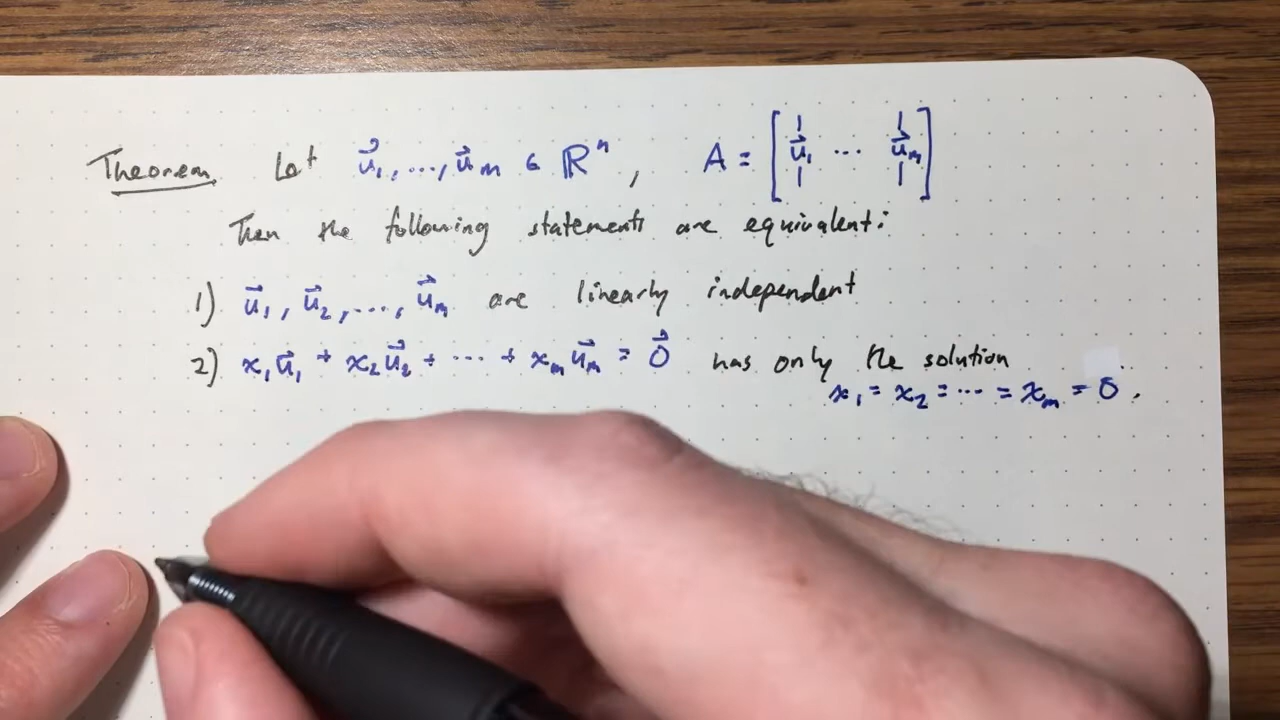 Theorem Let u⃗₁, ..., u⃗ₘ ∈ ℝⁿ, A = [u⃗₁ ... u⃗ₘ]
Then the following statements are equivalent:
1) u⃗₁, u⃗₂, ..., u⃗ₘ are linearly independent
2) x₁u⃗₁ + x₂u⃗₂ + ... + xₘu⃗ₘ = 0⃗ has only the solution
x₁ = x₂ = ... = xₘ = 0.